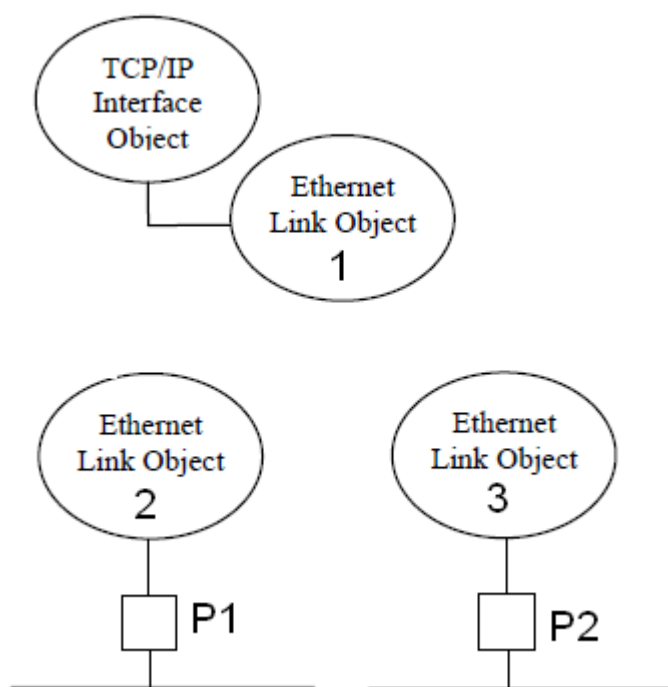 TCP/IP
Interface
Object
Ethernet
Link Object
1
Ethernet
Link Object
2
Ethernet
Link Object
3
P1
P2